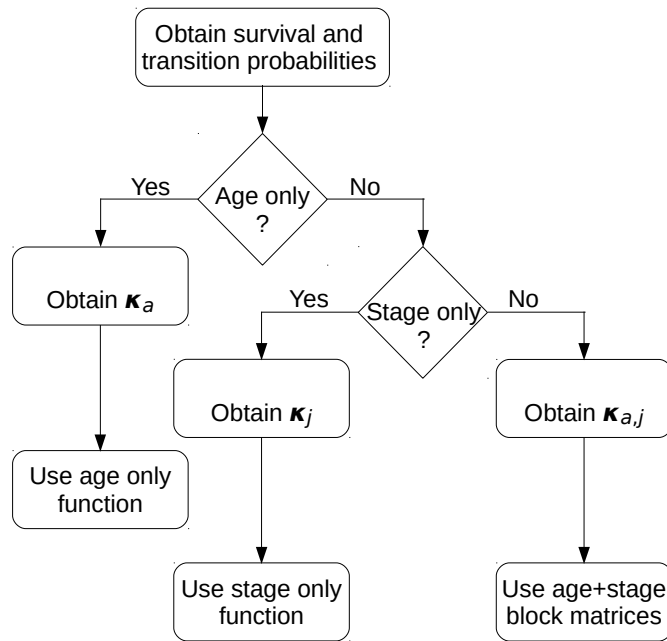 Obtain survival and
transition probabilities
Age only
?
Yes
No
Obtain κa
Stage only
?
Yes
No
Obtain κj
Obtain κa,j
Use age only
function
Use stage only
function
Use age+stage
block matrices